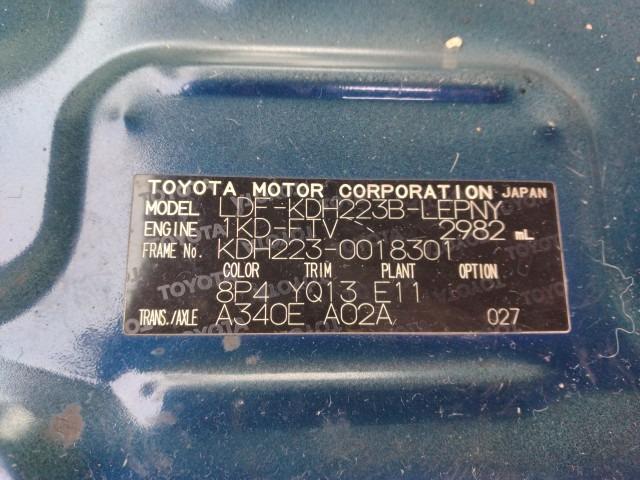 TOYOTA MOTOR CORPORATION JAPAN
MODEL LDF-KDH223B-LEPNY
ENGINE 1KD-FTV 2982 mL
FRAME No. KDH223-0018301
COLOR TRIM PLANT OPTION
8P4 YQ13 E11
TRANS./AXLE A340E A02A 027